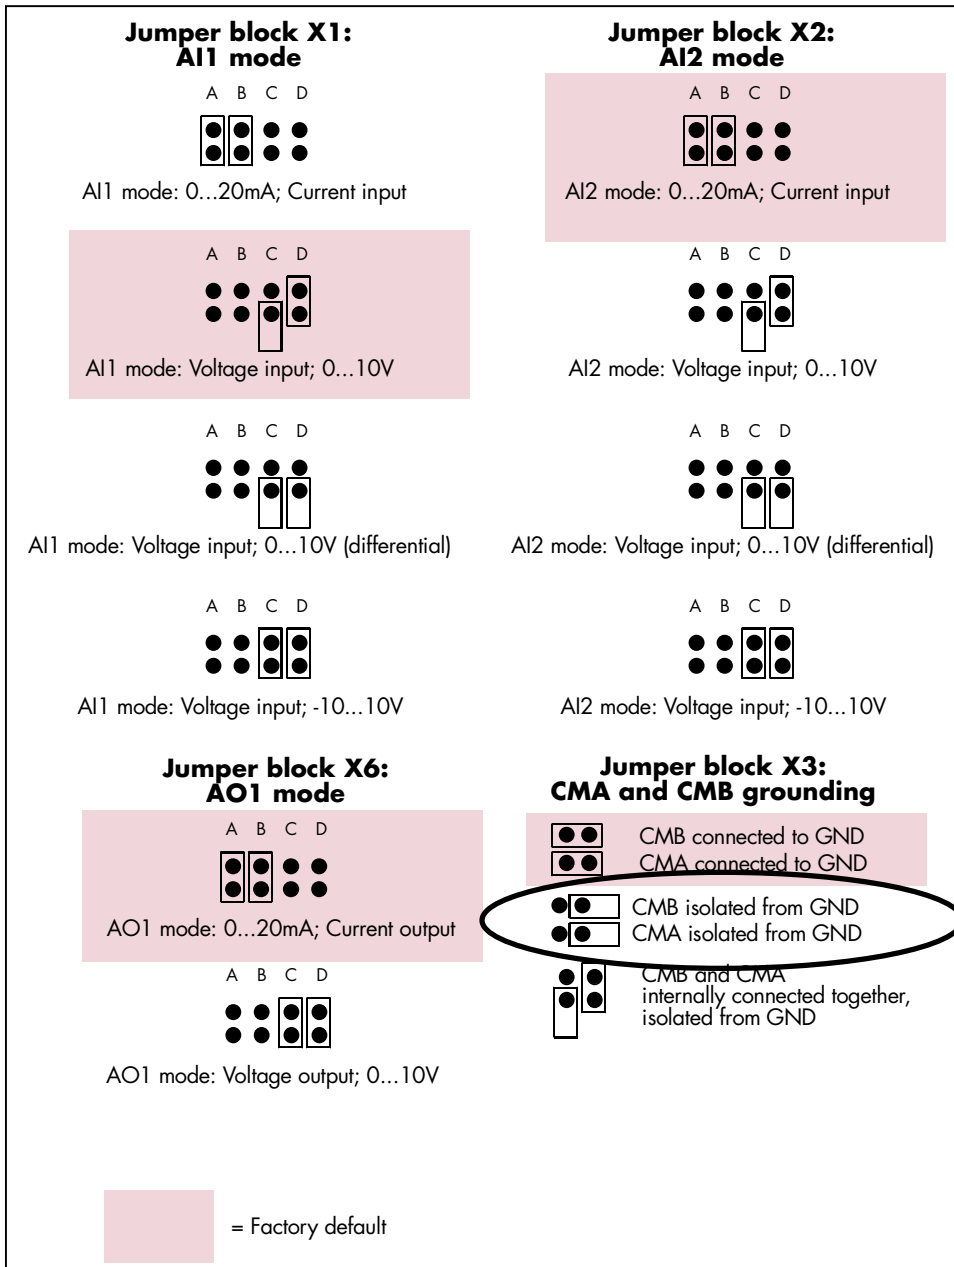 Jumper block X1:
AI1 mode
A B C D
AI1 mode: 0...20mA; Current input
A B C D
AI1 mode: Voltage input; 0...10V
A B C D
AI1 mode: Voltage input; 0...10V (differential)
A B C D
AI1 mode: Voltage input; -10...10V
Jumper block X2:
AI2 mode
A B C D
AI2 mode: 0...20mA; Current input
A B C D
AI2 mode: Voltage input; 0...10V
A B C D
AI2 mode: Voltage input; 0...10V (differential)
A B C D
AI2 mode: Voltage input; -10...10V
Jumper block X6:
AO1 mode
A B C D
AO1 mode: 0...20mA; Current output
A B C D
AO1 mode: Voltage output; 0...10V
Jumper block X3:
CMA and CMB grounding
CMB connected to GND
CMA connected to GND
CMB isolated from GND
CMA isolated from GND
CMB and CMA
internally connected together,
isolated from GND
= Factory default